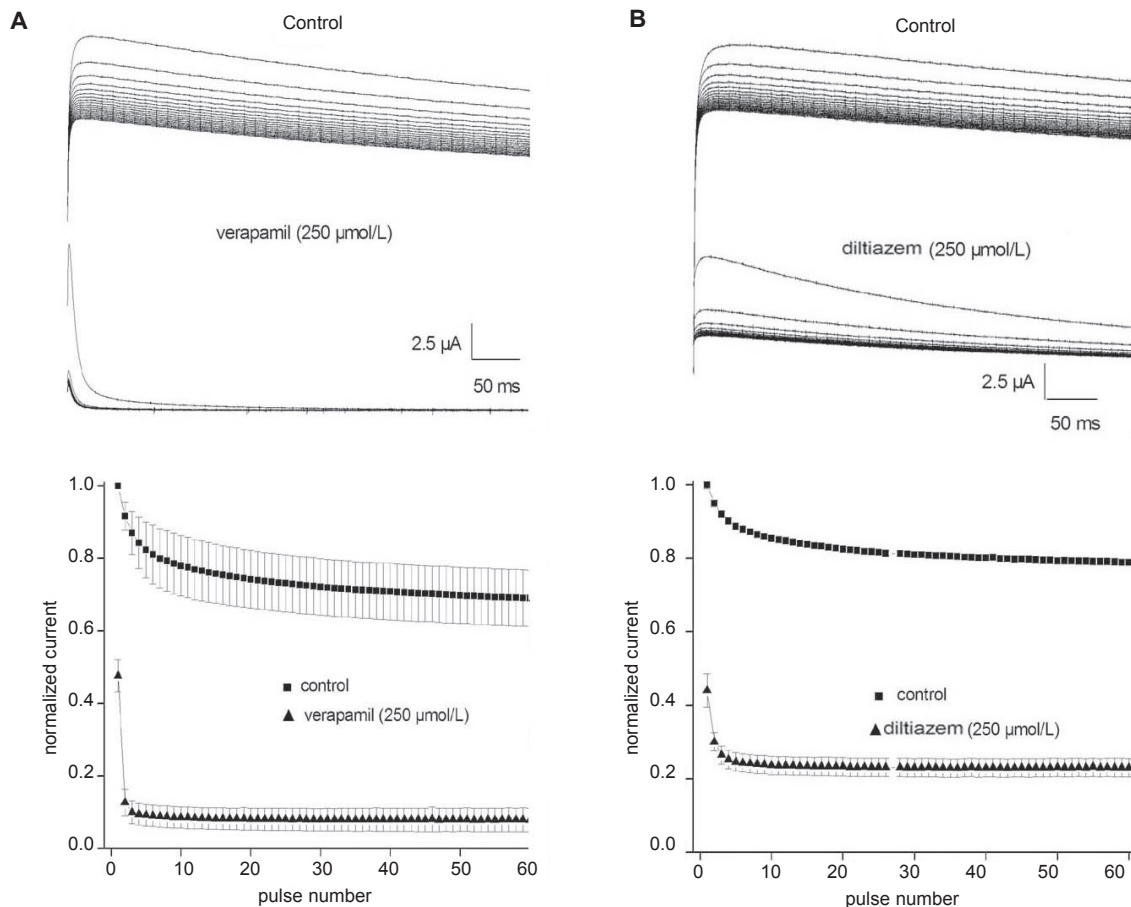 A
Control
verapamil (250 µmol/L)
2.5 µA
50 ms
1.0
0.8
0.6
0.4
0.2
0.0
normalized current
control
verapamil (250 µmol/L)
0 10 20 30 40 50 60
pulse number
B
Control
diltiazem (250 µmol/L)
2.5 µA
50 ms
1.0
0.8
0.6
0.4
0.2
0.0
normalized current
control
diltiazem (250 µmol/L)
0 10 20 30 40 50 60
pulse number